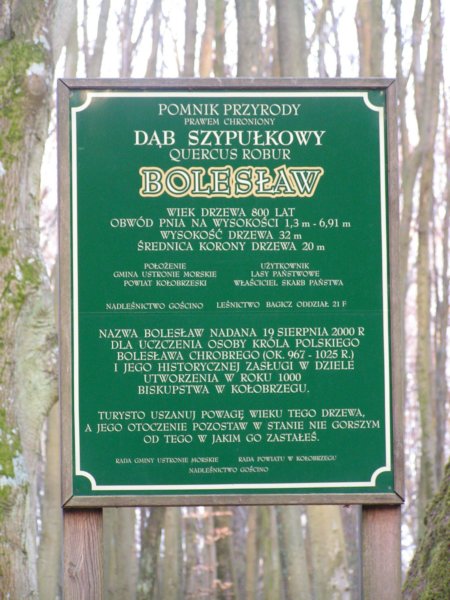 POMNIK PRZYRODY
PRAWEM CHRONIONY
DĄB SZYPUŁKOWY
QUERCUS ROBUR
BOLESŁAW
WIEK DRZEWA 800 LAT
OBWÓD PNIA NA WYSOKOŚCI 1,3 m - 6,91 m
WYSOKOŚĆ DRZEWA 32 m
ŚREDNICA KORONY DRZEWA 20 m
POŁOŻENIE
GMINA USTRONIE MORSKIE
POWIAT KOŁOBRZESKI
UŻYTKOWNIK
LASY PAŃSTWOWE
WŁAŚCICIEL SKARB PAŃSTWA
NADLEŚNICTWO GOŚCINO LEŚNICTWO BAGICZ ODDZIAŁ 21 F
NAZWA BOLESŁAW NADANA 19 SIERPNIA 2000 R
DLA UCZCZENIA OSOBY KRÓLA POLSKIEGO
BOLESŁAWA CHROBREGO (OK. 967 - 1025 R.)
I JEGO HISTORYCZNEJ ZASŁUGI W DZIELE
UTWORZENIA W ROKU 1000
BISKUPSTWA W KOŁOBRZEGU.
TURYSTO USZANUJ POWAGĘ WIEKU TEGO DRZEWA,
A JEGO OTOCZENIE POZOSTAW W STANIE NIE GORSZYM
OD TEGO W JAKIM GO ZASTAŁEŚ.
RADA GMINY USTRONIE MORSKIE RADA POWIATU W KOŁOBRZEGU
NADLEŚNICTWO GOŚCINO